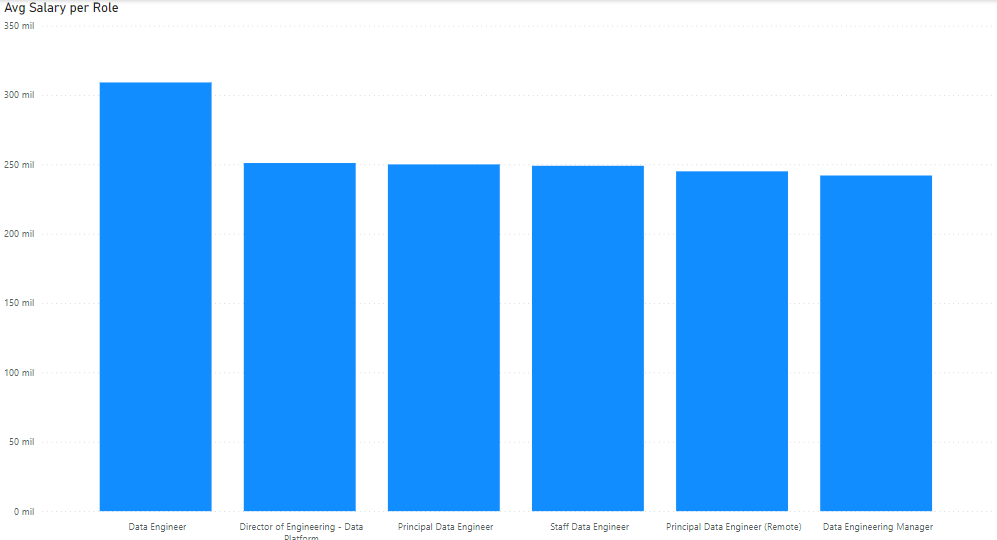 Avg Salary per Role
350 mil
300 mil
250 mil
200 mil
150 mil
100 mil
50 mil
0 mil
Data Engineer
Director of Engineering - Data
Platform
Principal Data Engineer
Staff Data Engineer
Principal Data Engineer (Remote)
Data Engineering Manager